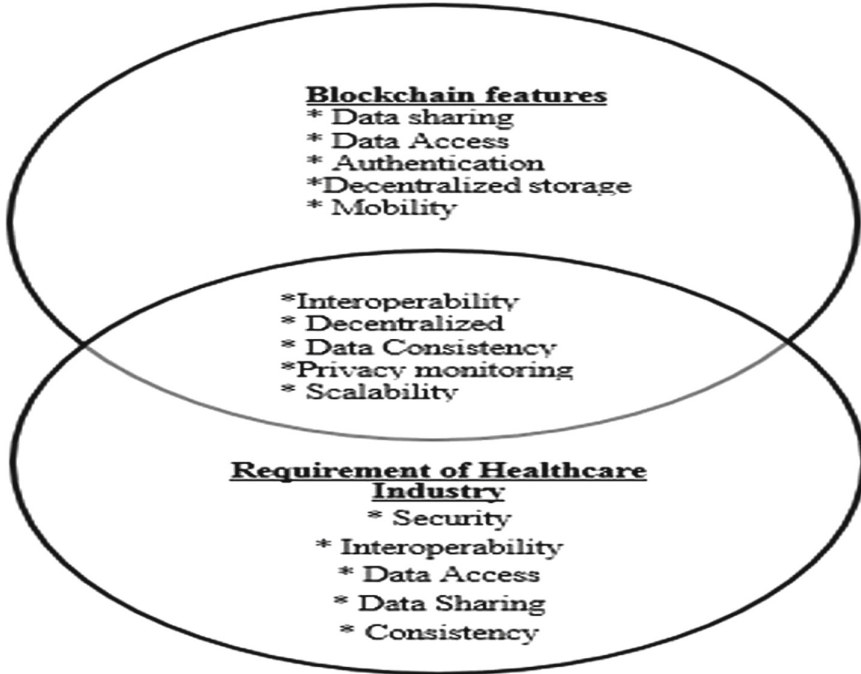 Blockchain features
* Data sharing
* Data Access
* Authentication
*Decentralized storage
* Mobility
*Interoperability
* Decentralized
* Data Consistency
*Privacy monitoring
* Scalability
Requirement of Healthcare
Industry
* Security
* Interoperability
* Data Access
* Data Sharing
* Consistency